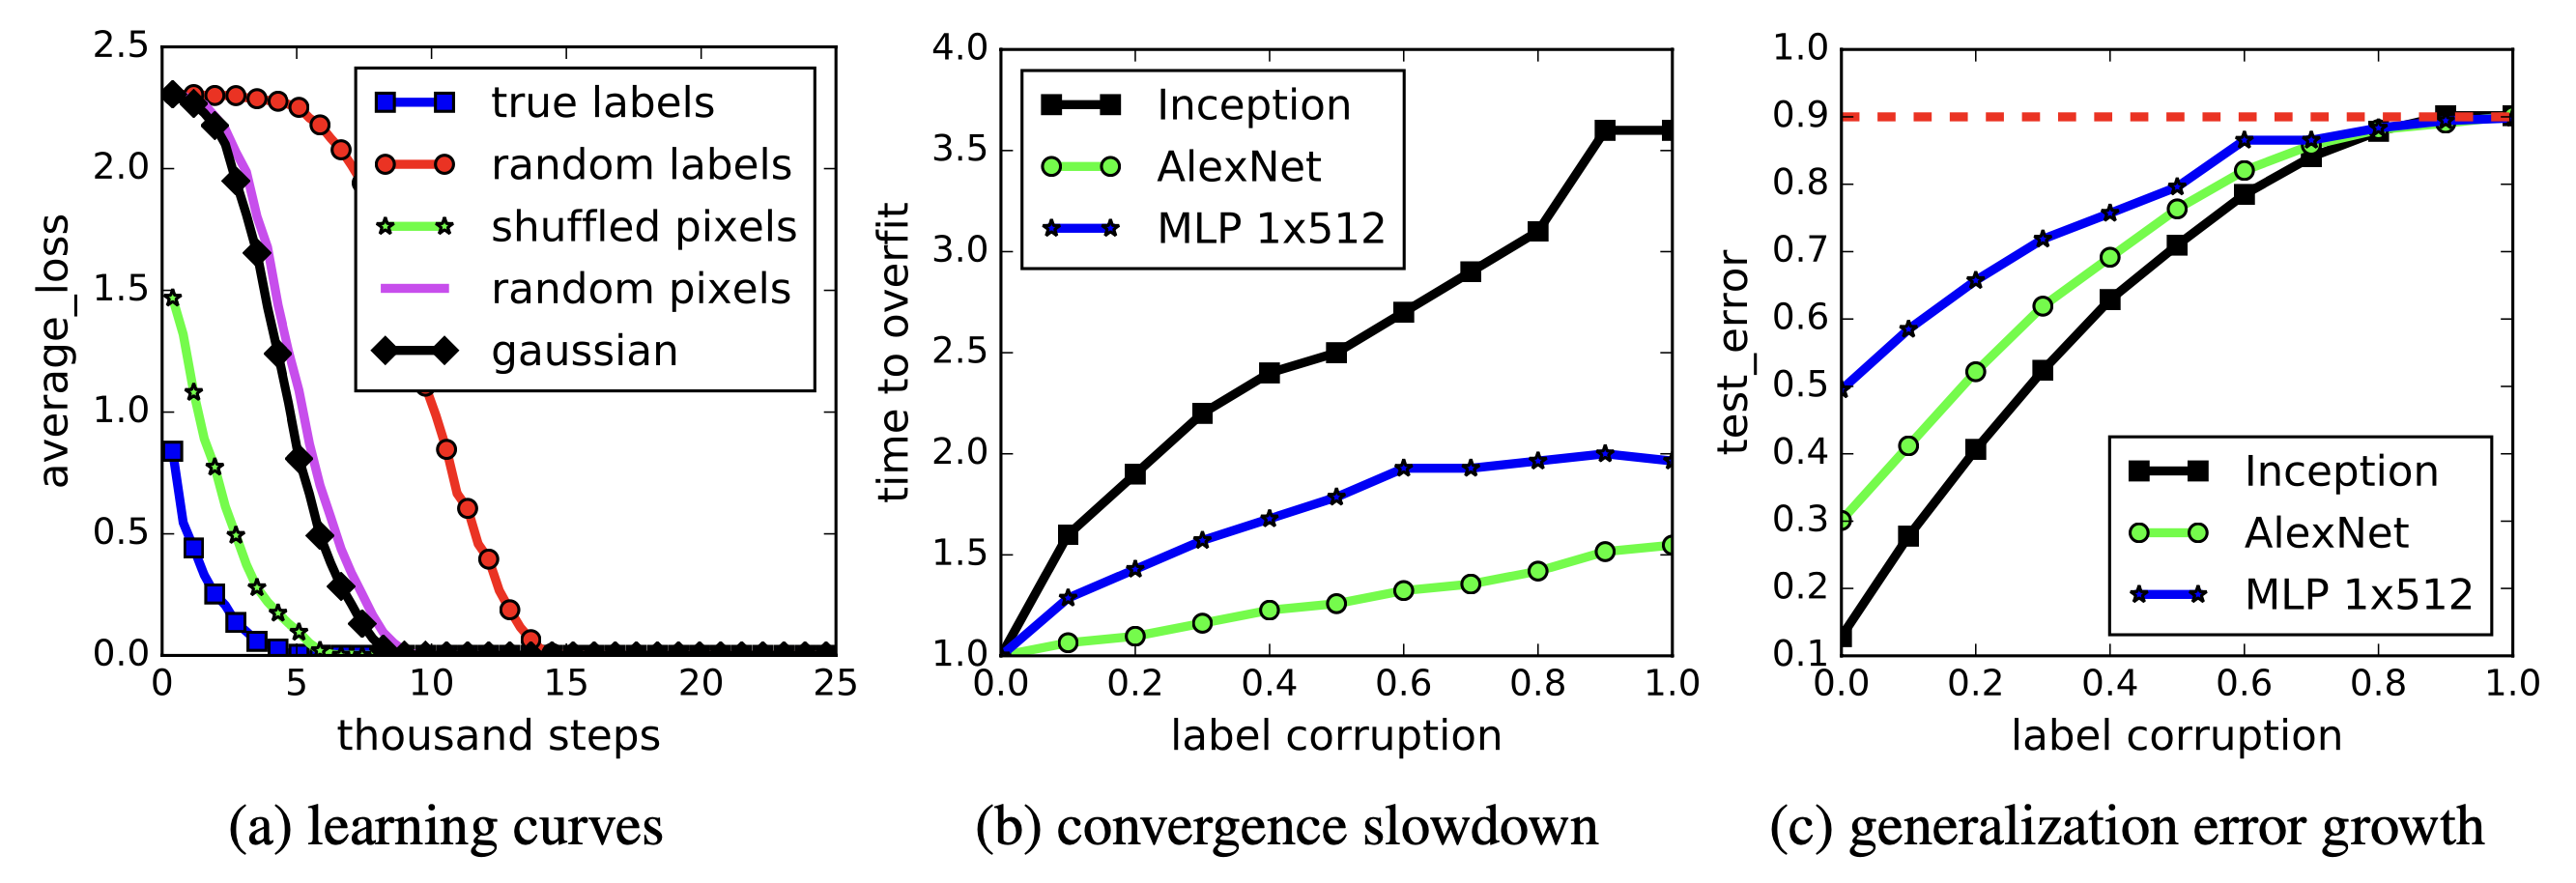 2.5
2.0
1.5
1.0
0.5
0.0
average_loss
true labels
random labels
shuffled pixels
random pixels
gaussian
0 5 10 15 20 25
thousand steps
(a) learning curves
4.0
3.5
3.0
2.5
2.0
1.5
1.0
time to overfit
Inception
AlexNet
MLP 1x512
0.0 0.2 0.4 0.6 0.8 1.0
label corruption
(b) convergence slowdown
1.0
0.9
0.8
0.7
0.6
0.5
0.4
0.3
0.2
0.1
test_error
Inception
AlexNet
MLP 1x512
0.0 0.2 0.4 0.6 0.8 1.0
label corruption
(c) generalization error growth